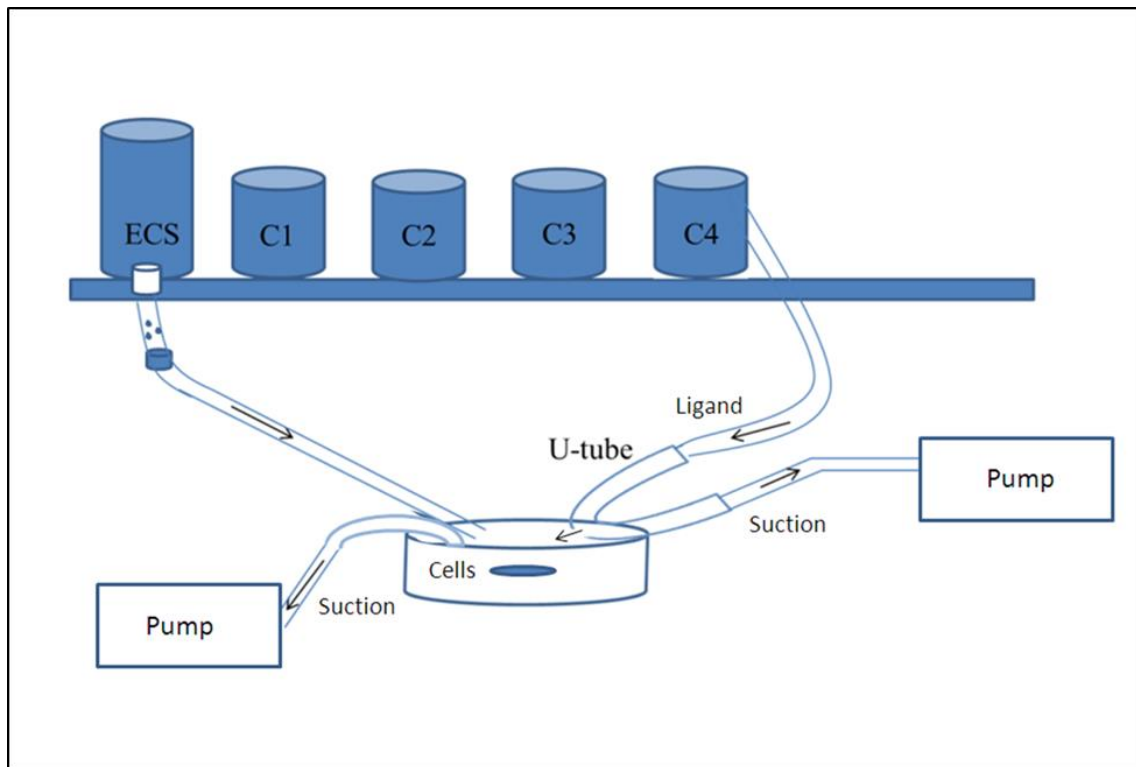 ECS
C1
C2
C3
C4
Ligand
U-tube
Pump
Suction
Cells
Suction
Pump